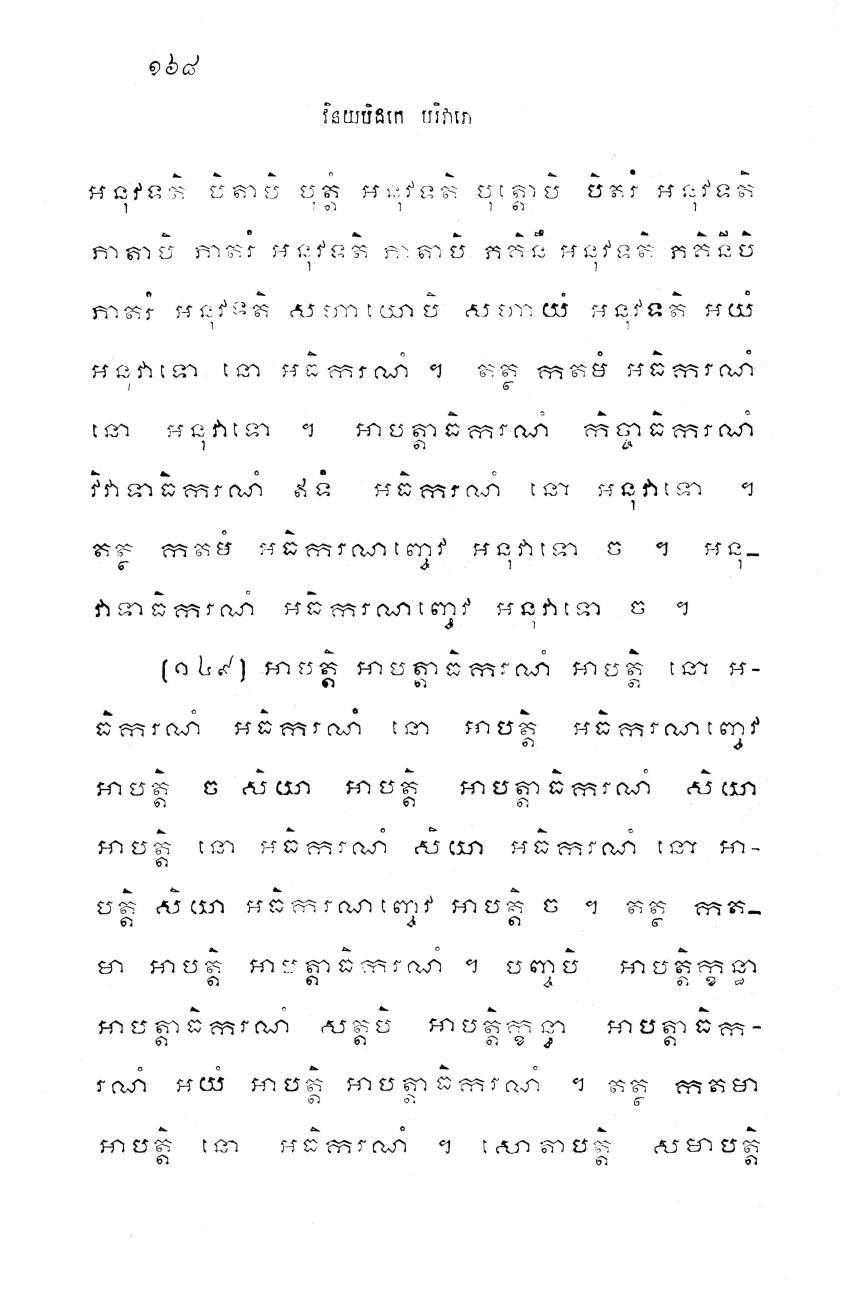 ១៦៨
វិនយបិដកេ បរិវារោ
អនុវទតិ បិតាបិ បុត្តំ អនុវទតិ បុត្តោបិ បិតរំ អនុវទតិ
ភាតាបិ ភាតរំ អនុវទតិ ភាតាបិ ភគិនឹ អនុវទតិ ភគិនីបិ
ភាតរំ អនុវទតិ សហាយោបិ សហាយំ អនុវទតិ អយំ
អនុវាទោ នោ អធិករណំ ។ តត្ថ កតមំ អធិករណំ
នោ អនុវាទោ ។ អាបត្តាធិករណំ កិច្ចាធិករណំ
វិវាទាធិករណំ ឥទំ អធិករណំ នោ អនុវាទោ ។
តត្ថ កតមំ អធិករណញ្ចេវ អនុវាទោ ច ។ អនុ-
វាទាធិករណំ អធិករណញ្ចេវ អនុវាទោ ច ។
(១៤៩) អាបត្តិ អាបត្តាធិករណំ អាបត្តិ នោ អ-
ធិករណំ អធិករណំ នោ អាបត្តិ អធិករណញ្ចេវ
អាបត្តិ ច សិយា អាបត្តិ អាបត្តាធិករណំ សិយា
អាបត្តិ នោ អធិករណំ សិយា អធិករណំ នោ អា-
បត្តិ សិយា អធិករណញ្ចេវ អាបត្តិ ច ។ តត្ថ កត-
មា អាបត្តិ អាបត្តាធិករណំ ។ បញ្ចបិ អាបត្តិក្ខន្ធា
អាបត្តាធិករណំ សត្តបិ អាបត្តិក្ខន្ធា អាបត្តាធិក-
រណំ អយំ អាបត្តិ អាបត្តាធិករណំ ។ តត្ថ កតមា
អាបត្តិ នោ អធិករណំ ។ សោតាបត្តិ សមាបត្តិ